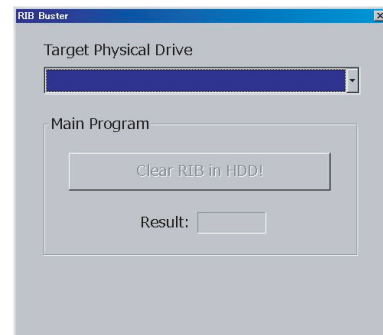 RIB Buster
Target Physical Drive
Main Program
Clear RIB in HDD!
Result: